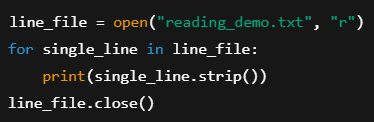 line_file = open("reading_demo.txt", "r")
for single_line in line_file:
    print(single_line.strip())
line_file.close()